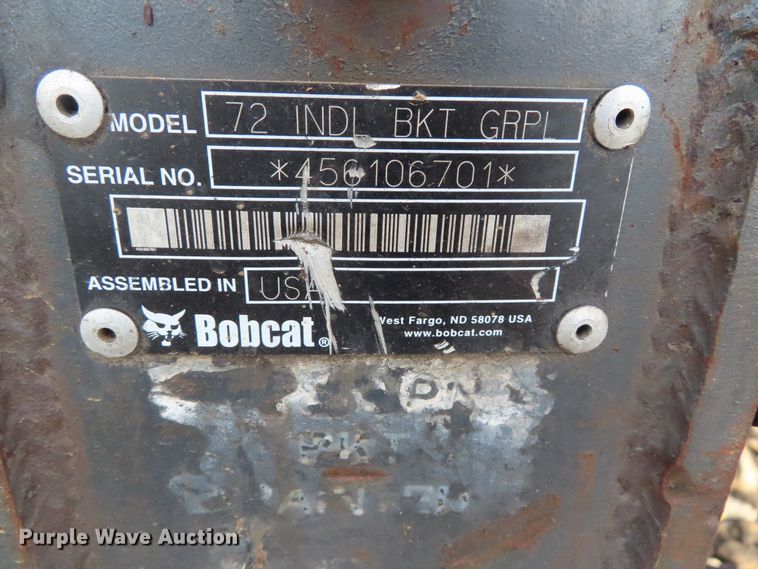 MODEL 72 INDL BKT GRPL
SERIAL NO. *456106701*
ASSEMBLED IN USA
Bobcat®
West Fargo, ND 58078 USA
www.bobcat.com
Purple Wave Auction